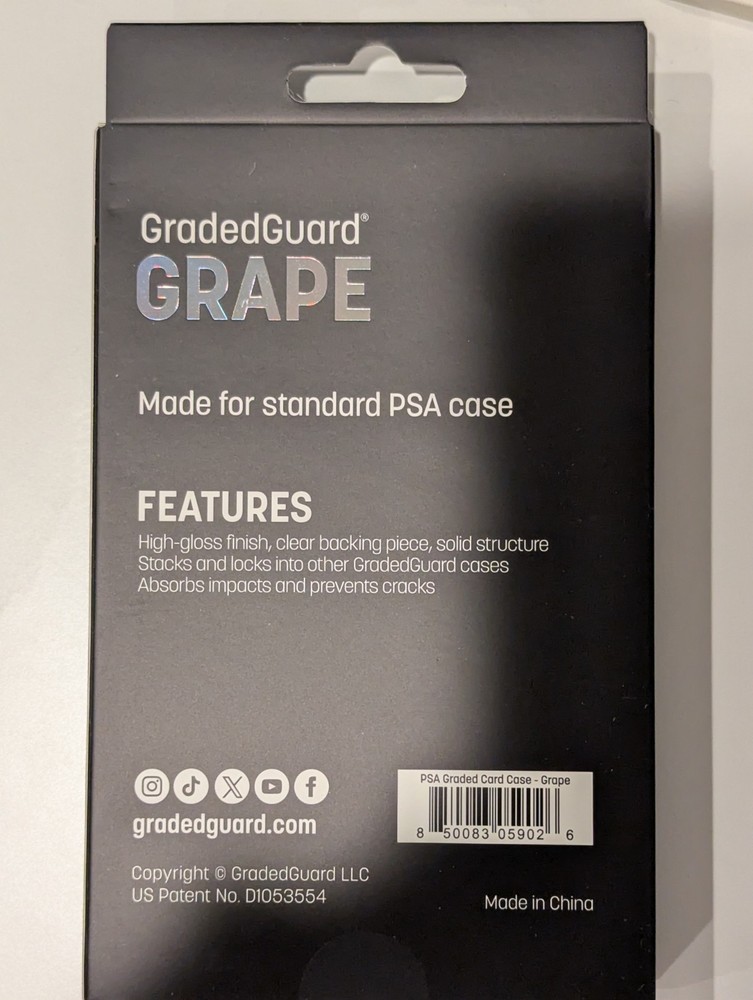 GradedGuard®
GRAPE
Made for standard PSA case
FEATURES
High-gloss finish, clear backing piece, solid structure
Stacks and locks into other GradedGuard cases
Absorbs impacts and prevents cracks
gradedguard.com
PSA Graded Card Case - Grape
8 50083 05902 6
Copyright © GradedGuard LLC
US Patent No. D1053554
Made in China